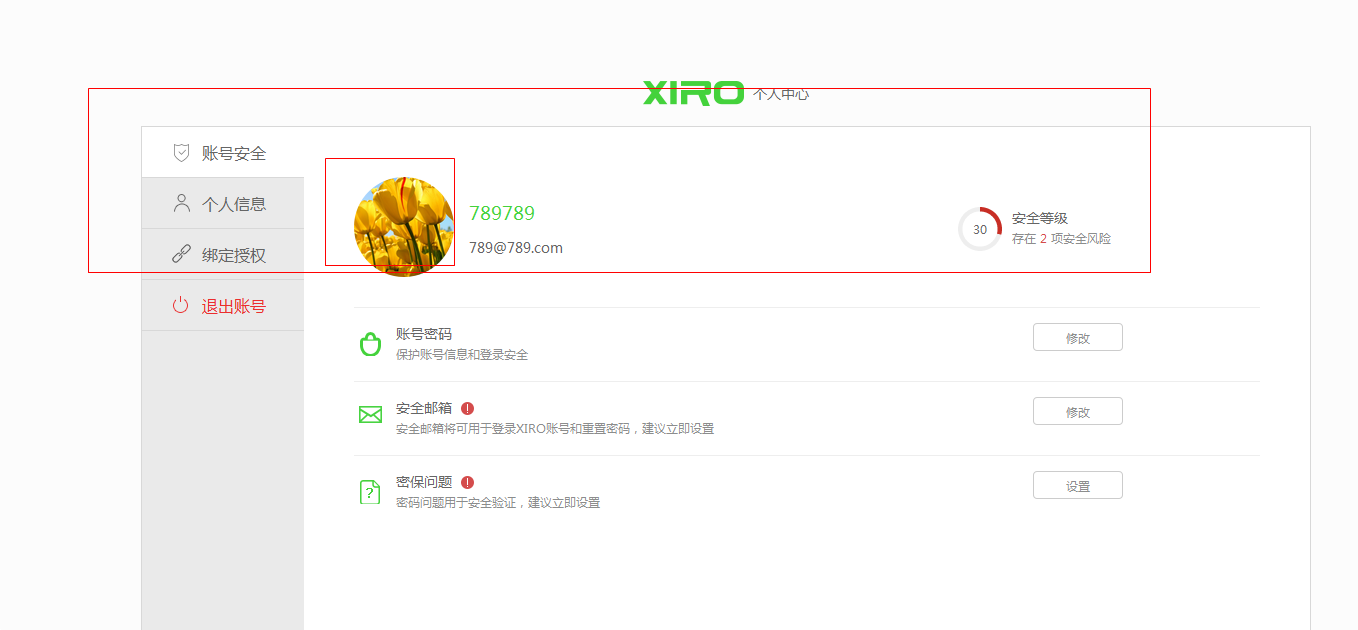 XIRO 个人中心
账号安全
个人信息
绑定授权
退出账号
789789
789@789.com
30
安全等级
存在 2 项安全风险
账号密码
保护账号信息和登录安全
修改
安全邮箱
安全邮箱将可用于登录XIRO账号和重置密码，建议立即设置
修改
密保问题
密码问题用于安全验证，建议立即设置
设置